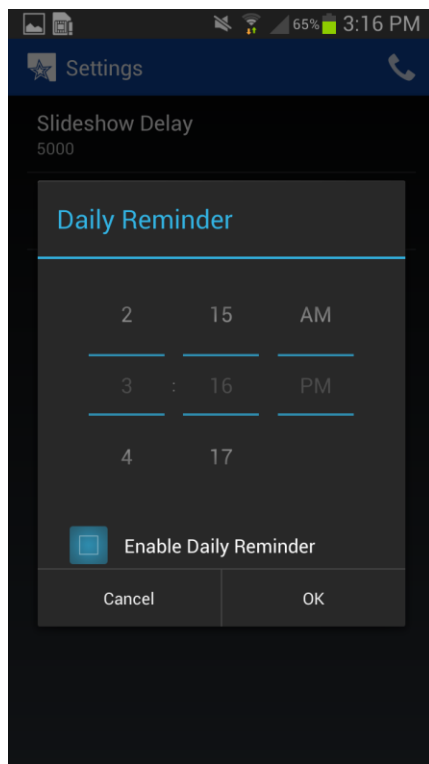 65% 3:16 PM
Settings
Slideshow Delay
5000
Daily Reminder
2 15 AM
3 : 16 PM
4 17
Enable Daily Reminder
Cancel OK